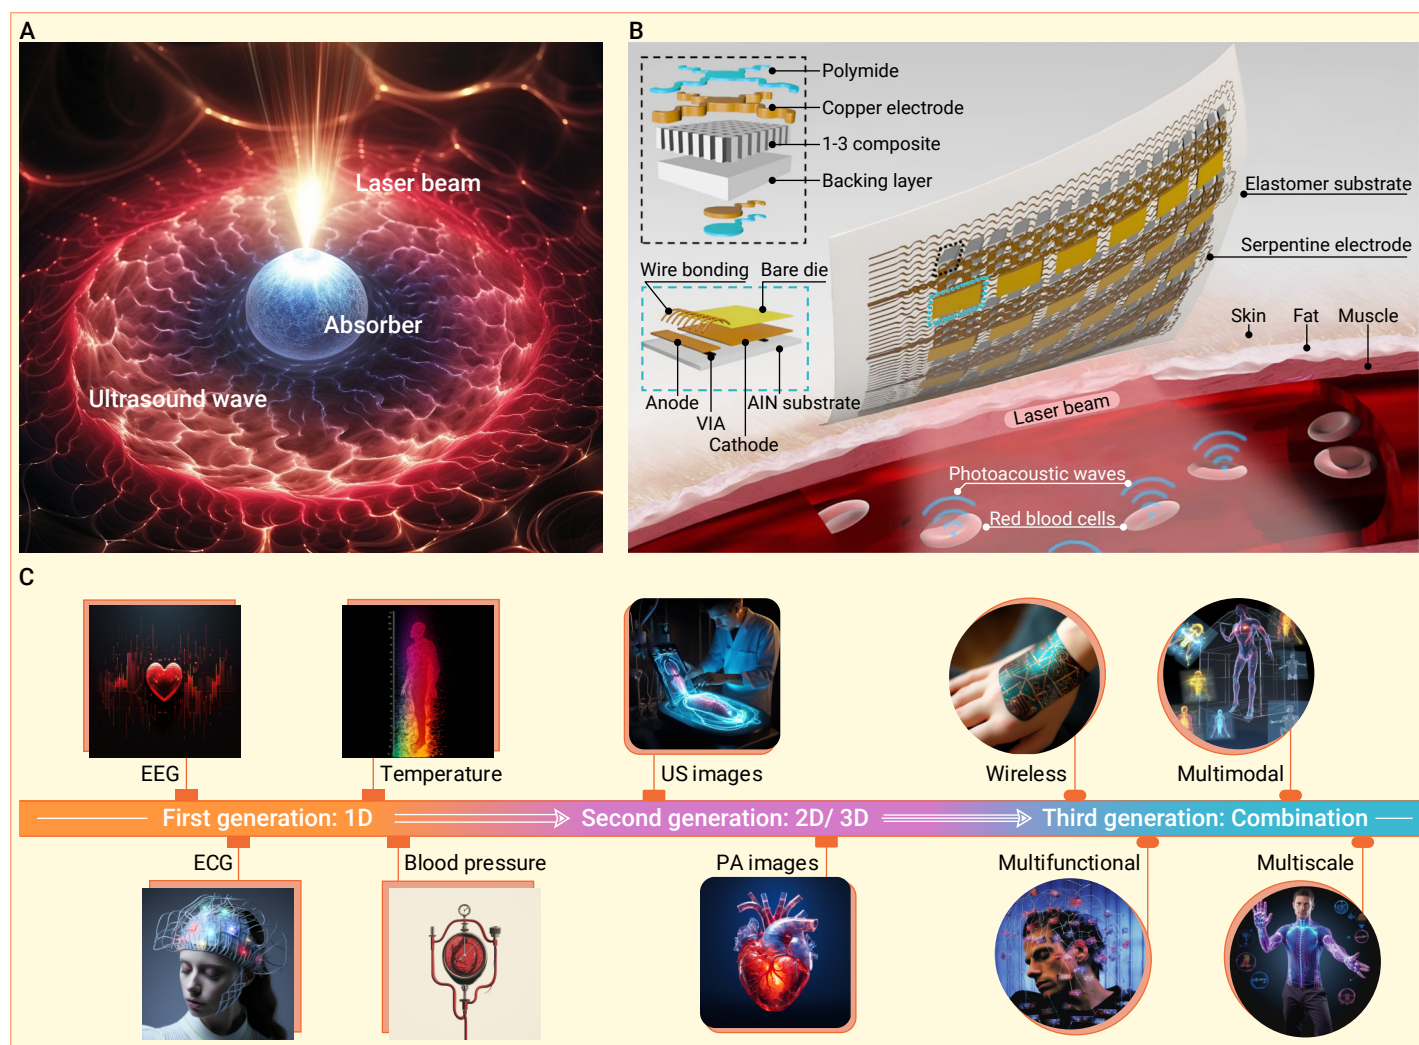 A
Laser beam
Absorber
Ultrasound wave
B
Polymide
Copper electrode
1-3 composite
Backing layer
Wire bonding
Bare die
Anode
VIA
Cathode
AlN substrate
Elastomer substrate
Serpentine electrode
Skin
Fat
Muscle
Laser beam
Photoacoustic waves
Red blood cells
C
EEG
Temperature
US images
Wireless
Multimodal
First generation: 1D
Second generation: 2D/ 3D
Third generation: Combination
ECG
Blood pressure
PA images
Multifunctional
Multiscale